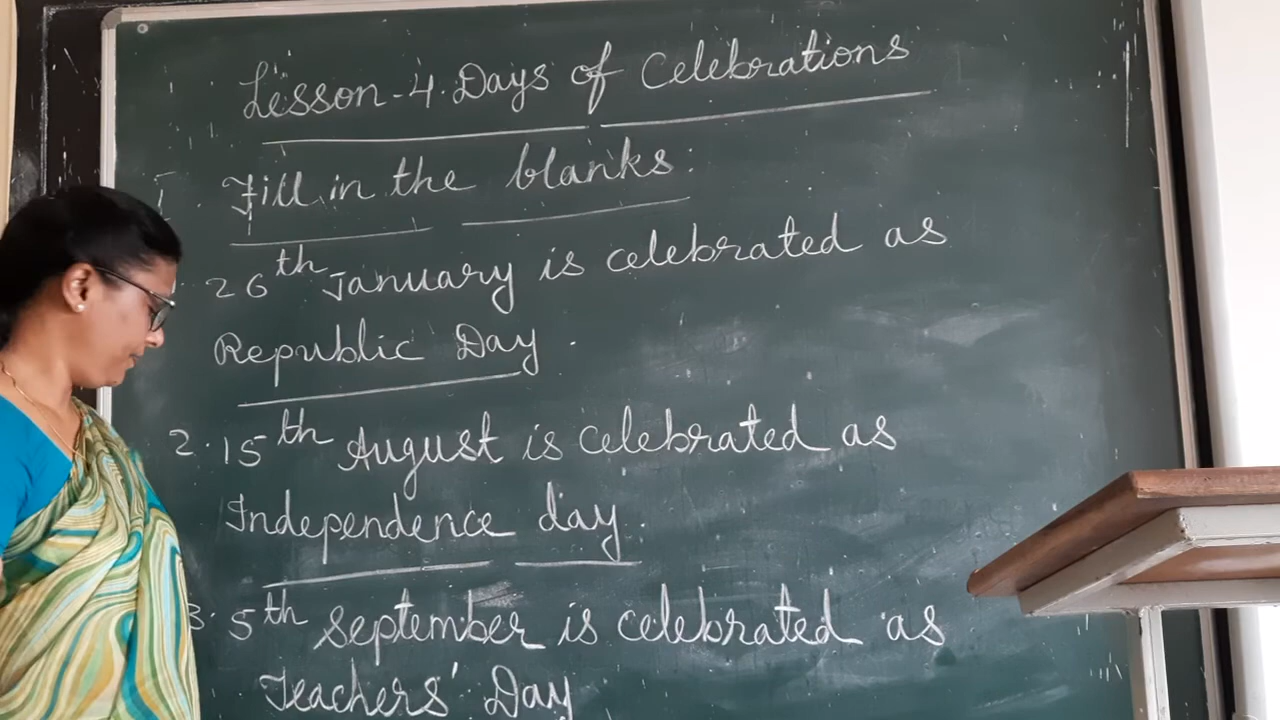 Lesson-4. Days of Celebrations
I. Fill in the blanks:
26th January is celebrated as
Republic Day.
2. 15th August is celebrated as
Independence day.
3. 5th September is celebrated as
Teachers' Day